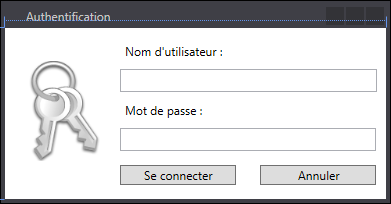 Authentification
Nom d'utilisateur :
Mot de passe :
Se connecter
Annuler